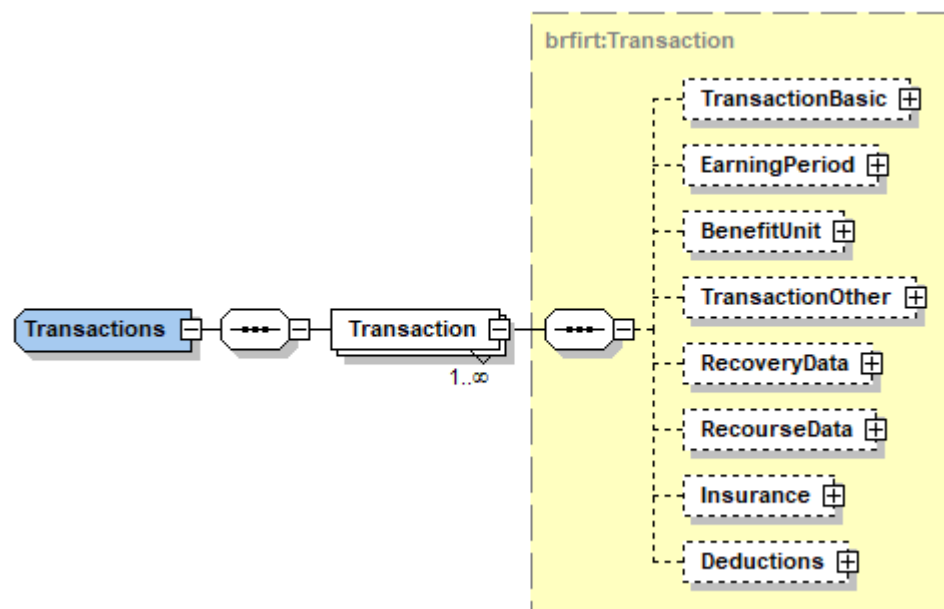 brfirt:Transaction
TransactionBasic
EarningPeriod
BenefitUnit
TransactionOther
Transactions
Transaction
1..∞
RecoveryData
RecourseData
Insurance
Deductions